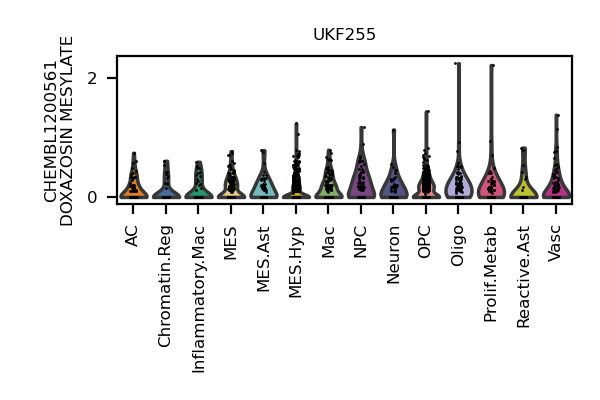 UKF255
CHEMBL1200561
DOXAZOSIN MESYLATE
2
0
AC
Chromatin.Reg
Inflammatory.Mac
MES
MES.Ast
MES.Hyp
Mac
NPC
Neuron
OPC
Oligo
Prolif.Metab
Reactive.Ast
Vasc